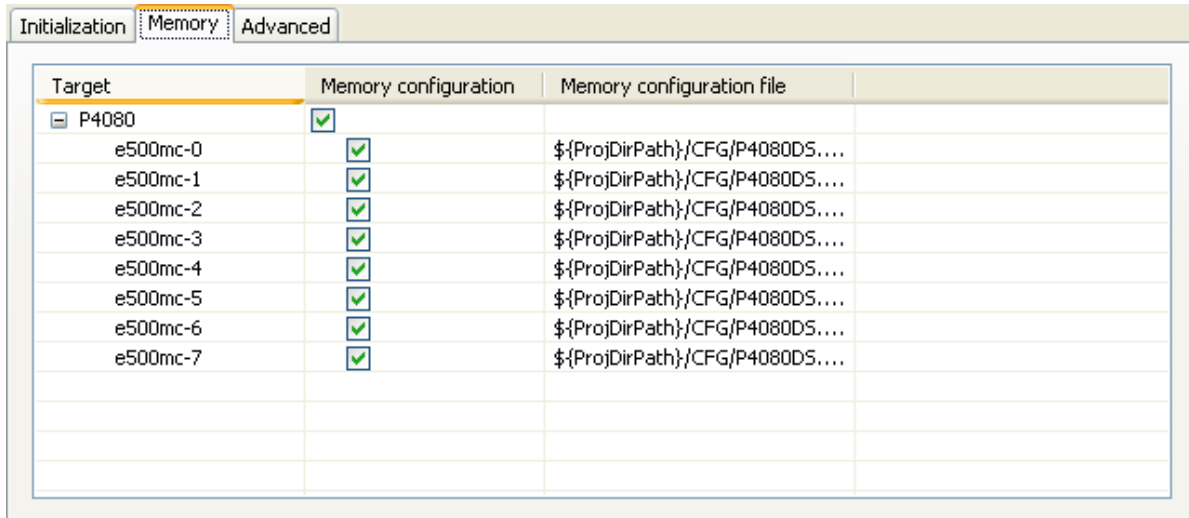 Initialization Memory Advanced
Target Memory configuration Memory configuration file
P4080
e500mc-0 ${ProjDirPath}/CFG/P4080DS....
e500mc-1 ${ProjDirPath}/CFG/P4080DS....
e500mc-2 ${ProjDirPath}/CFG/P4080DS....
e500mc-3 ${ProjDirPath}/CFG/P4080DS....
e500mc-4 ${ProjDirPath}/CFG/P4080DS....
e500mc-5 ${ProjDirPath}/CFG/P4080DS....
e500mc-6 ${ProjDirPath}/CFG/P4080DS....
e500mc-7 ${ProjDirPath}/CFG/P4080DS....